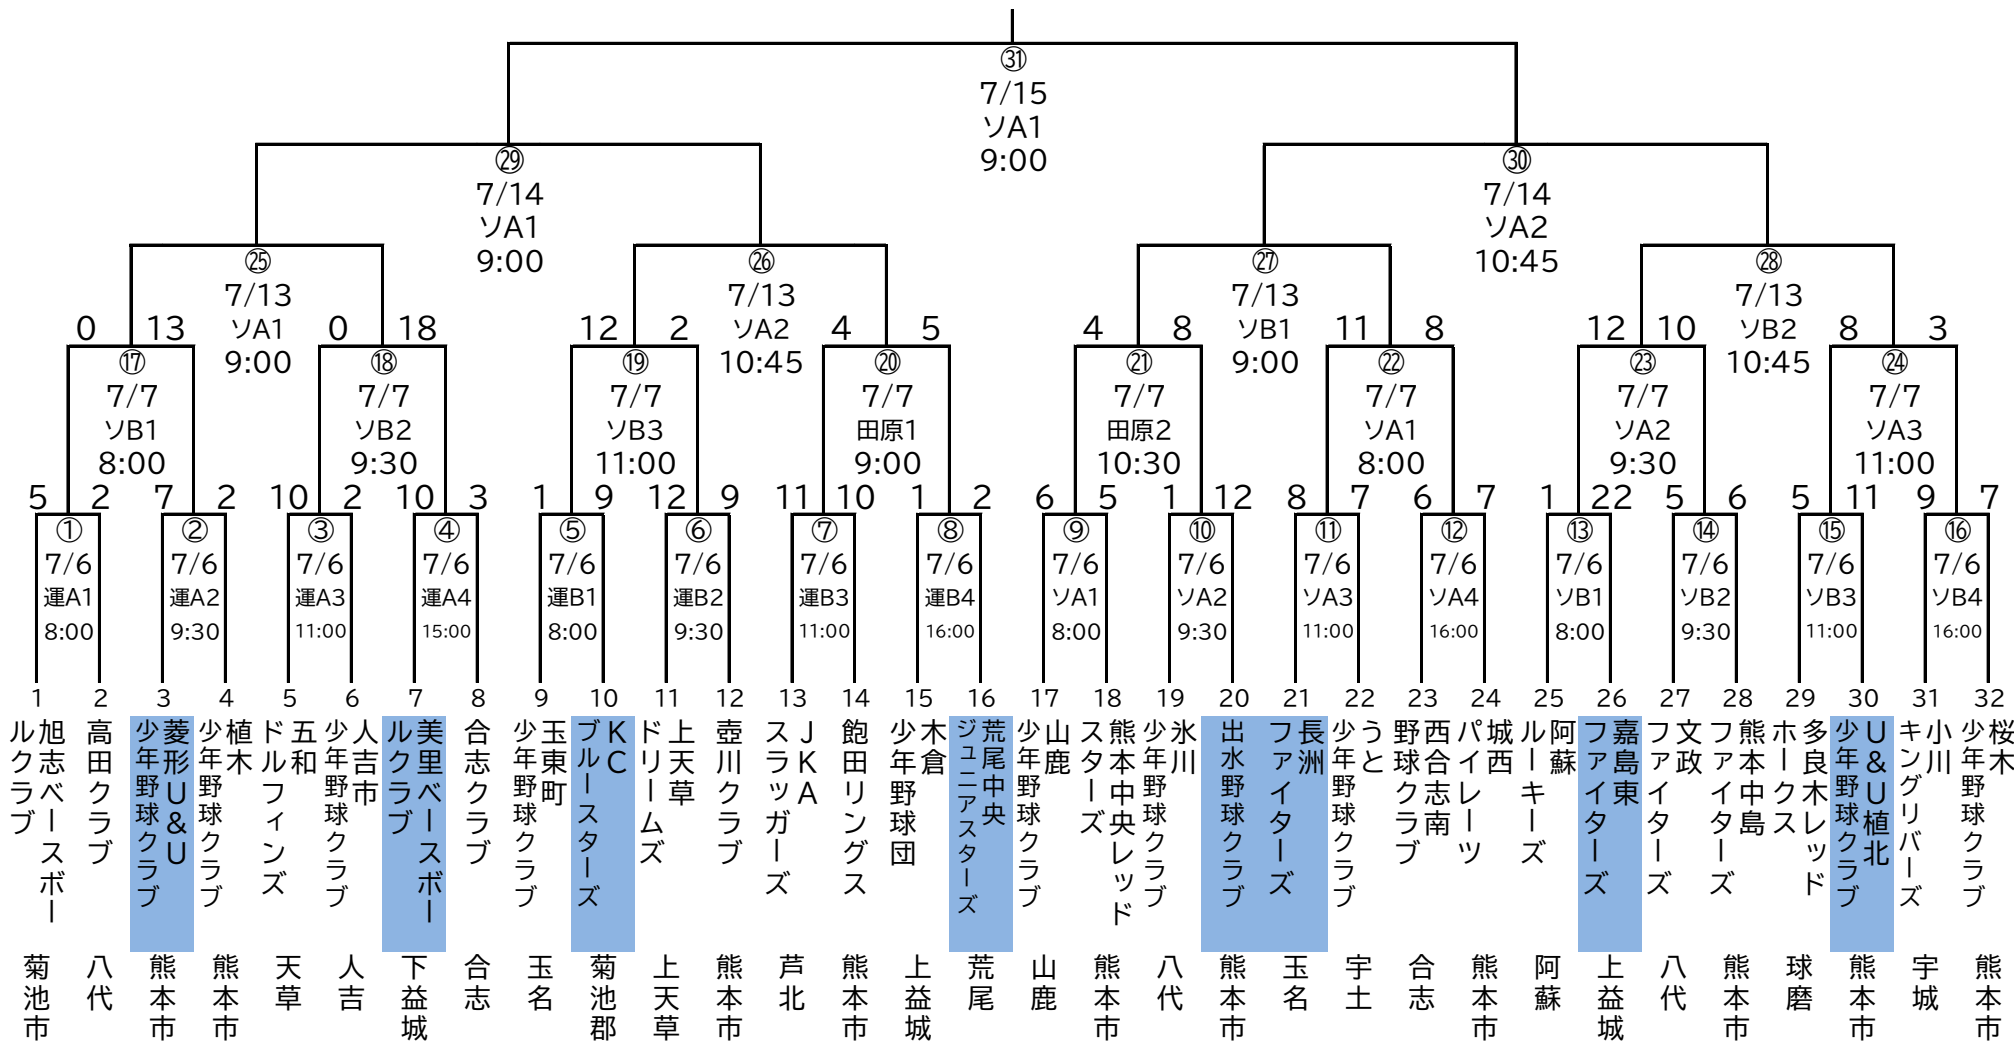 ㉛
7/15
ソA1
9:00
㉙
7/14
ソA1
9:00
㉚
7/14
ソA2
10:45
㉕
7/13
ソA1
9:00
㉖
7/13
ソA2
10:45
㉗
7/13
ソB1
9:00
㉘
7/13
ソB2
10:45
0 13 0 18 12 2 4 5 4 8 11 8 12 10 8 3
⑰
7/7
ソB1
8:00
⑱
7/7
ソB2
9:30
⑲
7/7
ソB3
11:00
⑳
7/7
田原1
9:00
㉑
7/7
田原2
10:30
㉒
7/7
ソA1
8:00
㉓
7/7
ソA2
9:30
㉔
7/7
ソA3
11:00
5 2 7 2 10 2 10 3 1 9 12 9 11 10 1 2 6 5 1 12 8 7 6 7 1 22 5 6 5 11 9 7
①
7/6
運A1
8:00
②
7/6
運A2
9:30
③
7/6
運A3
11:00
④
7/6
運A4
15:00
⑤
7/6
運B1
8:00
⑥
7/6
運B2
9:30
⑦
7/6
運B3
11:00
⑧
7/6
運B4
16:00
⑨
7/6
ソA1
8:00
⑩
7/6
ソA2
9:30
⑪
7/6
ソA3
11:00
⑫
7/6
ソA4
16:00
⑬
7/6
ソB1
8:00
⑭
7/6
ソB2
9:30
⑮
7/6
ソB3
11:00
⑯
7/6
ソB4
16:00
1
旭志ベースボー
ルクラブ
菊池市
2
高田クラブ
八代
3
菱形U&U
少年野球クラブ
熊本市
4
植木
少年野球クラブ
熊本市
5
五和
ドルフィンズ
天草
6
人吉市
少年野球クラブ
人吉
7
美里ベースボー
ルクラブ
下益城
8
合志クラブ
合志
9
玉東町
少年野球クラブ
玉名
10
KC
ブルースターズ
菊池郡
11
上天草
ドリームズ
上天草
12
壺川クラブ
熊本市
13
JKA
スラッガーズ
芦北
14
飽田リングス
熊本市
15
木倉
少年野球団
上益城
16
荒尾中央
ジュニアスターズ
荒尾
17
山鹿
少年野球クラブ
山鹿
18
熊本中央レッド
スターズ
熊本市
19
氷川
少年野球クラブ
八代
20
出水野球クラブ
熊本市
21
長洲
ファイターズ
玉名
22
うと
少年野球クラブ
宇土
23
西合志南
野球クラブ
合志
24
城西
パイレーツ
熊本市
25
阿蘇
ルーキーズ
阿蘇
26
嘉島東
ファイターズ
上益城
27
文政
ファイターズ
八代
28
熊本中島
ファイターズ
熊本市
29
多良木レッド
ホークス
球磨
30
U&U植北
少年野球クラブ
熊本市
31
小川
キングリバーズ
宇城
32
桜木
少年野球クラブ
熊本市